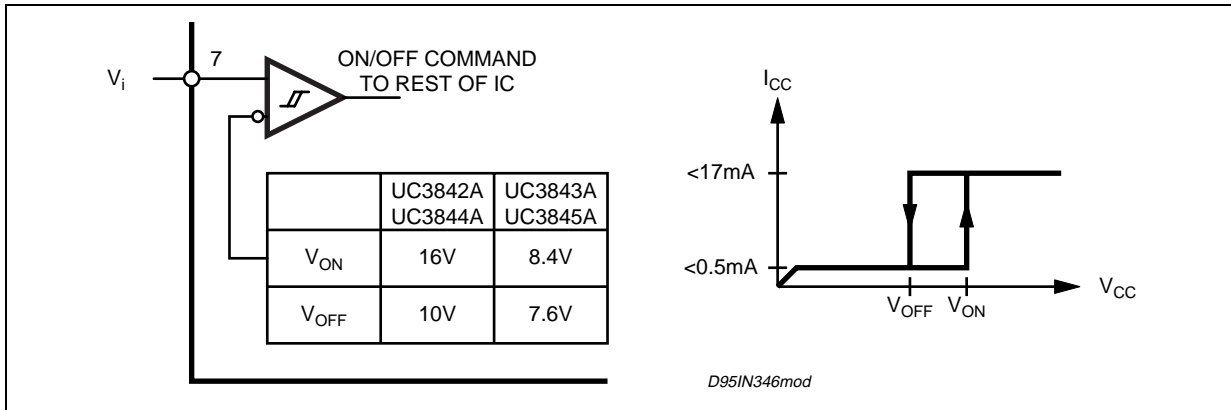 V_i
7
ON/OFF COMMAND
TO REST OF IC
UC3842A UC3843A
UC3844A UC3845A
V_ON 16V 8.4V
V_OFF 10V 7.6V
I_CC
<17mA
<0.5mA
V_OFF V_ON
V_CC
D95IN346mod